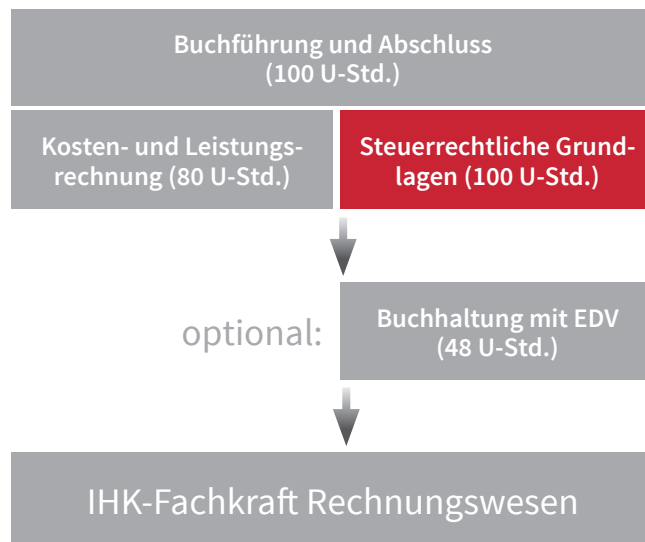 Buchführung und Abschluss
(100 U-Std.)
Kosten- und Leistungs-
rechnung (80 U-Std.)
Steuerrechtliche Grund-
lagen (100 U-Std.)
optional:
Buchhaltung mit EDV
(48 U-Std.)
IHK-Fachkraft Rechnungswesen